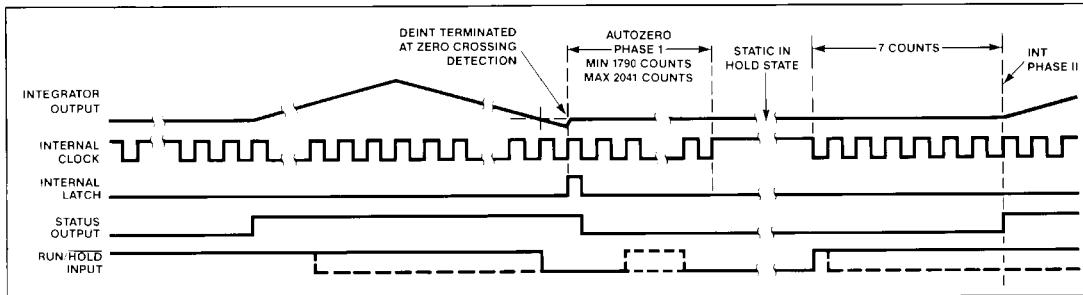 DEINT TERMINATED
AT ZERO CROSSING
DETECTION
AUTOZERO
PHASE 1
MIN 1790 COUNTS
MAX 2041 COUNTS
STATIC IN
HOLD STATE
7 COUNTS
INT
PHASE II
INTEGRATOR
OUTPUT
INTERNAL
CLOCK
INTERNAL
LATCH
STATUS
OUTPUT
RUN/HOLD
INPUT